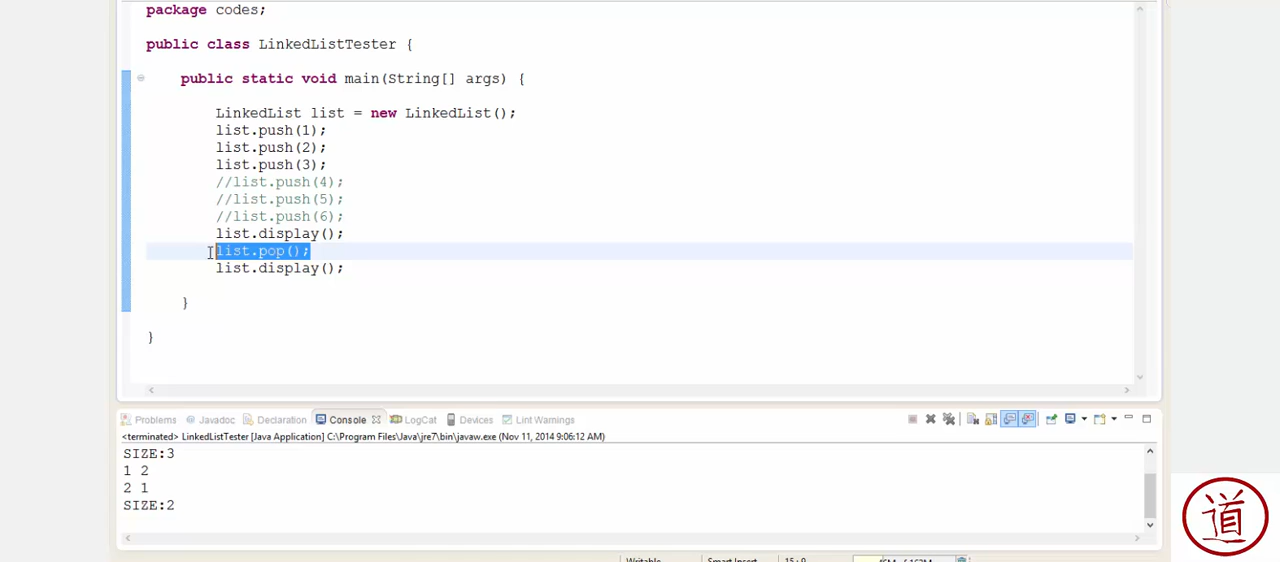 package codes;
public class LinkedListTester {
public static void main(String[] args) {
LinkedList list = new LinkedList();
list.push(1);
list.push(2);
list.push(3);
//list.push(4);
//list.push(5);
//list.push(6);
list.display();
list.pop();
list.display();
}
}
Problems Javadoc Declaration Console LogCat Devices Lint Warnings
<terminated> LinkedListTester [Java Application] C:\Program Files\Java\jre7\bin\javaw.exe (Nov 11, 2014 9:06:12 AM)
SIZE:3
1 2
2 1
SIZE:2
道
Writable Smart Insert 15 : 9